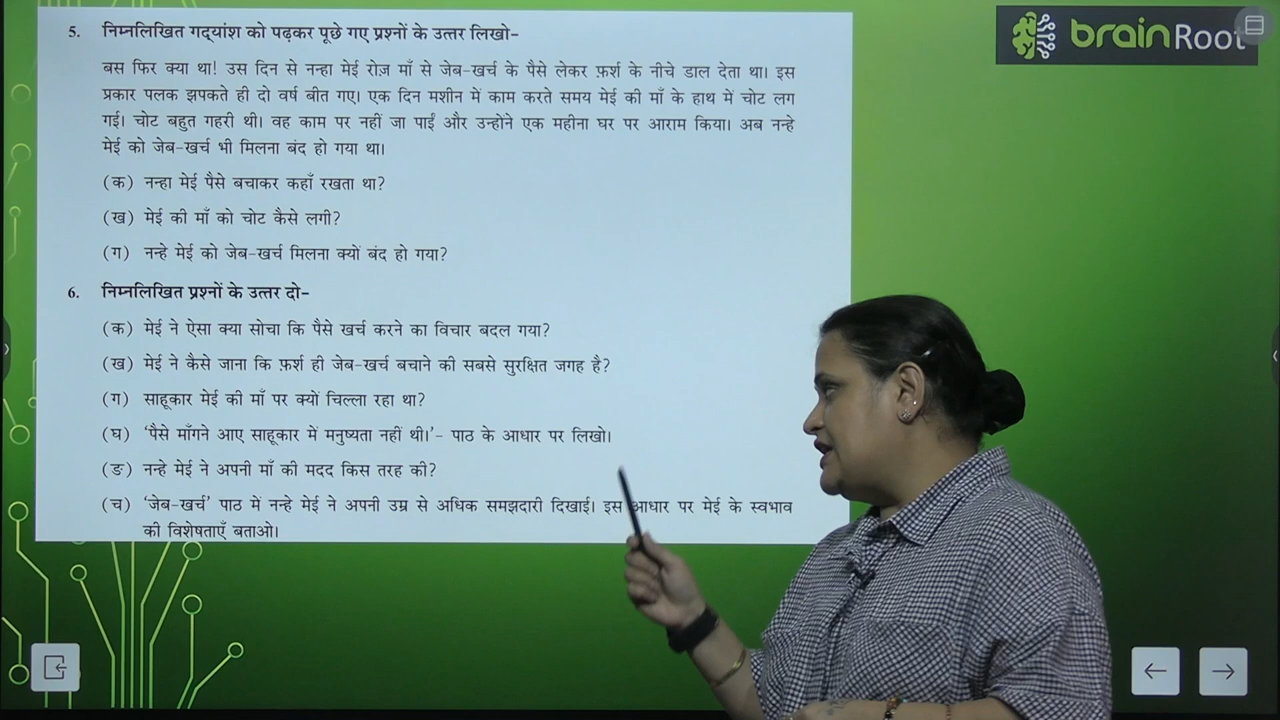 brainRoot
5. निम्नलिखित गद्यांश को पढ़कर पूछे गए प्रश्नों के उत्तर लिखो–
बस फिर क्या था! उस दिन से नन्हा मेई रोज़ माँ से जेब-खर्च के पैसे लेकर फ़र्श के नीचे डाल देता था। इस
प्रकार पलक झपकते ही दो वर्ष बीत गए। एक दिन मशीन में काम करते समय मेई की माँ के हाथ में चोट लग
गई। चोट बहुत गहरी थी। वह काम पर नहीं जा पाईं और उन्होंने एक महीना घर पर आराम किया। अब नन्हे
मेई को जेब-खर्च भी मिलना बंद हो गया था।
(क) नन्हा मेई पैसे बचाकर कहाँ रखता था?
(ख) मेई की माँ को चोट कैसे लगी?
(ग) नन्हे मेई को जेब-खर्च मिलना क्यों बंद हो गया?
6. निम्नलिखित प्रश्नों के उत्तर दो–
(क) मेई ने ऐसा क्या सोचा कि पैसे खर्च करने का विचार बदल गया?
(ख) मेई ने कैसे जाना कि फ़र्श ही जेब-खर्च बचाने की सबसे सुरक्षित जगह है?
(ग) साहूकार मेई की माँ पर क्यों चिल्ला रहा था?
(घ) ‘पैसे माँगने आए साहूकार में मनुष्यता नहीं थी।’– पाठ के आधार पर लिखो।
(ङ) नन्हे मेई ने अपनी माँ की मदद किस तरह की?
(च) ‘जेब-खर्च’ पाठ में नन्हे मेई ने अपनी उम्र से अधिक समझदारी दिखाई। इस आधार पर मेई के स्वभाव
की विशेषताएँ बताओ।